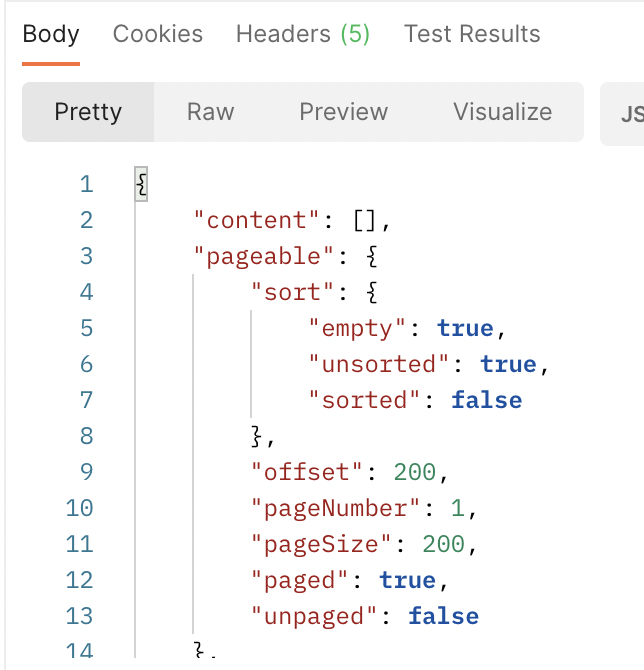 Body Cookies Headers (5) Test Results
Pretty Raw Preview Visualize JS
1 {
2 "content": [],
3 "pageable": {
4 "sort": {
5 "empty": true,
6 "unsorted": true,
7 "sorted": false
8 },
9 "offset": 200,
10 "pageNumber": 1,
11 "pageSize": 200,
12 "paged": true,
13 "unpaged": false
14 },